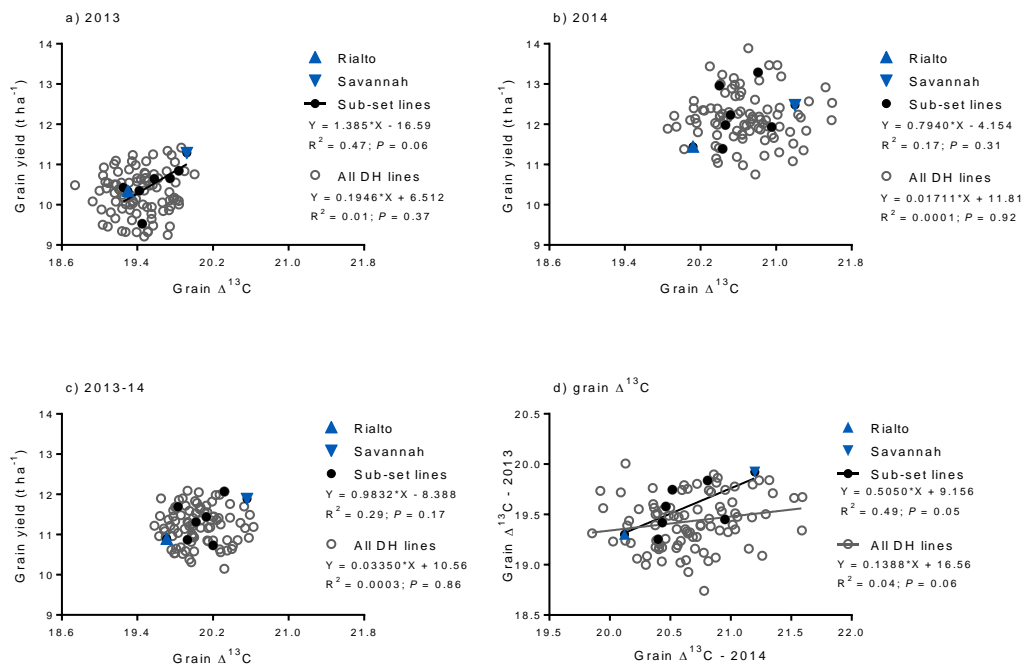 a) 2013
14
13
12
11
10
9
18.6
19.4
20.2
21.0
21.8
Grain yield (t ha⁻¹)
Grain Δ¹³C
Rialto
Savannah
Sub-set lines
Y = 1.385*X - 16.59
R² = 0.47; P = 0.06
All DH lines
Y = 0.1946*X + 6.512
R² = 0.01; P = 0.37
b) 2014
14
13
12
11
10
9
18.6
19.4
20.2
21.0
21.8
Grain yield (t ha⁻¹)
Grain Δ¹³C
Rialto
Savannah
Sub-set lines
Y = 0.7940*X - 4.154
R² = 0.17; P = 0.31
All DH lines
Y = 0.01711*X + 11.81
R² = 0.0001; P = 0.92
c) 2013-14
14
13
12
11
10
9
18.6
19.4
20.2
21.0
21.8
Grain yield (t ha⁻¹)
Grain Δ¹³C
Rialto
Savannah
Sub-set lines
Y = 0.9832*X - 8.388
R² = 0.29; P = 0.17
All DH lines
Y = 0.03350*X + 10.56
R² = 0.0003; P = 0.86
d) grain Δ¹³C
20.5
20.0
19.5
19.0
18.5
19.5
20.0
20.5
21.0
21.5
22.0
Grain Δ¹³C - 2013
Grain Δ¹³C - 2014
Rialto
Savannah
Sub-set lines
Y = 0.5050*X + 9.156
R² = 0.49; P = 0.05
All DH lines
Y = 0.1388*X + 16.56
R² = 0.04; P = 0.06